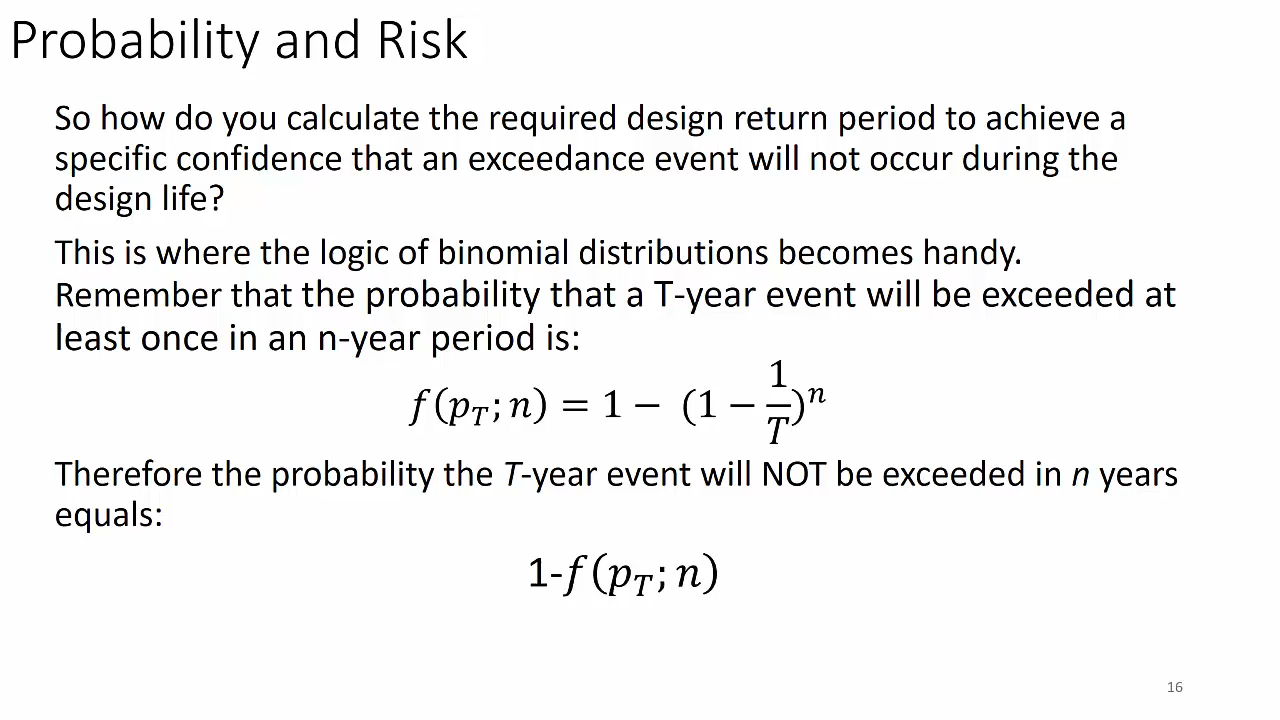 Probability and Risk
So how do you calculate the required design return period to achieve a
specific confidence that an exceedance event will not occur during the
design life?
This is where the logic of binomial distributions becomes handy.
Remember that the probability that a T-year event will be exceeded at
least once in an n-year period is:
f(p_T; n) = 1 − (1 − 1/T)^n
Therefore the probability the T-year event will NOT be exceeded in n years
equals:
1-f(p_T; n)
16